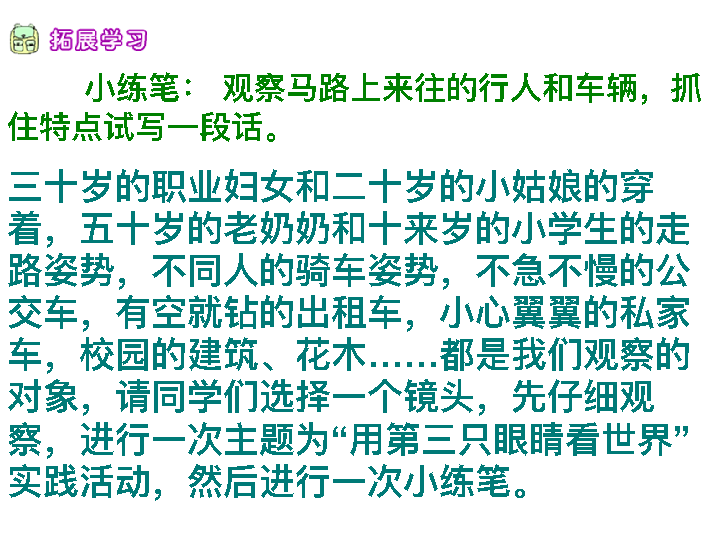 拓展学习
小练笔： 观察马路上来往的行人和车辆，抓
住特点试写一段话。
三十岁的职业妇女和二十岁的小姑娘的穿
着，五十岁的老奶奶和十来岁的小学生的走
路姿势，不同人的骑车姿势，不急不慢的公
交车，有空就钻的出租车，小心翼翼的私家
车，校园的建筑、花木……都是我们观察的
对象，请同学们选择一个镜头，先仔细观
察，进行一次主题为“用第三只眼睛看世界”
实践活动，然后进行一次小练笔。